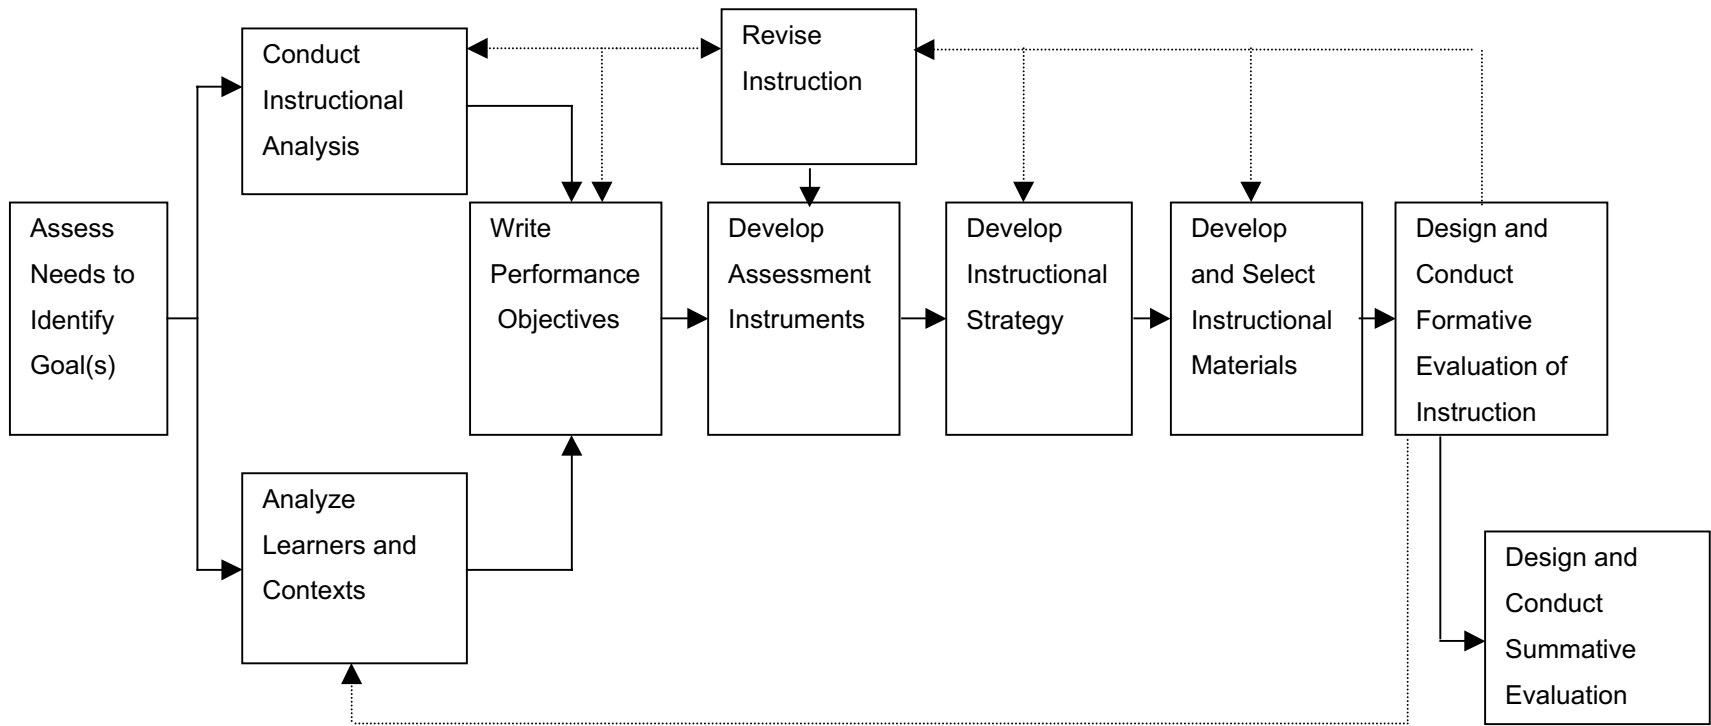 Conduct
Instructional
Analysis
Revise
Instruction
Assess
Needs to
Identify
Goal(s)
Write
Performance
Objectives
Develop
Assessment
Instruments
Develop
Instructional
Strategy
Develop
and Select
Instructional
Materials
Design and
Conduct
Formative
Evaluation of
Instruction
Analyze
Learners and
Contexts
Design and
Conduct
Summative
Evaluation